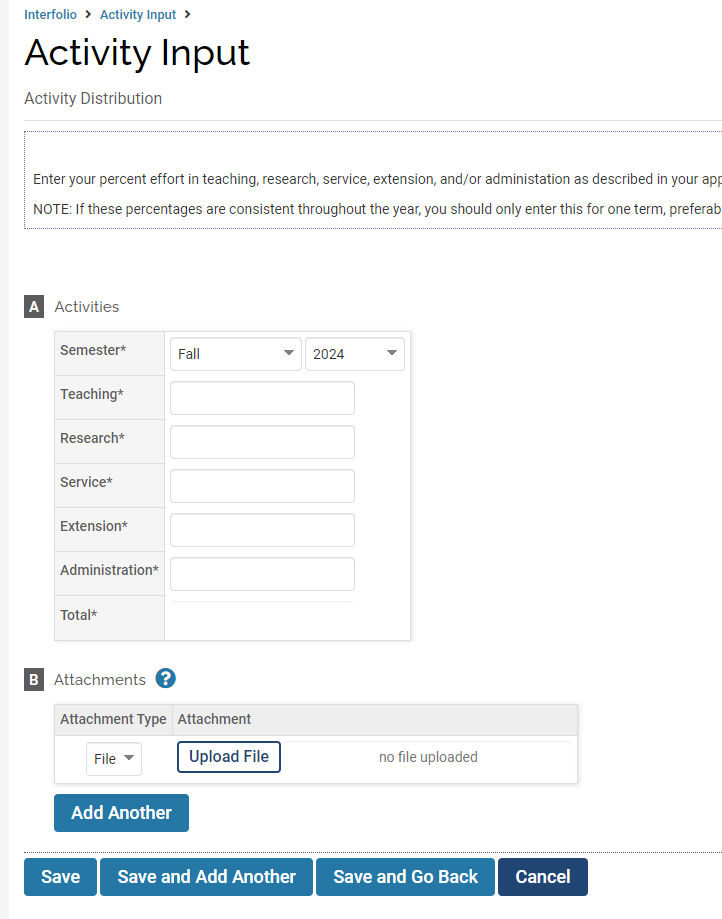 Interfolio > Activity Input >
Activity Input
Activity Distribution
Enter your percent effort in teaching, research, service, extension, and/or administation as described in your app
NOTE: If these percentages are consistent throughout the year, you should only enter this for one term, preferab
A Activities
Semester* Fall 2024
Teaching*
Research*
Service*
Extension*
Administration*
Total*
B Attachments ?
Attachment Type Attachment
File Upload File no file uploaded
Add Another
Save Save and Add Another Save and Go Back Cancel